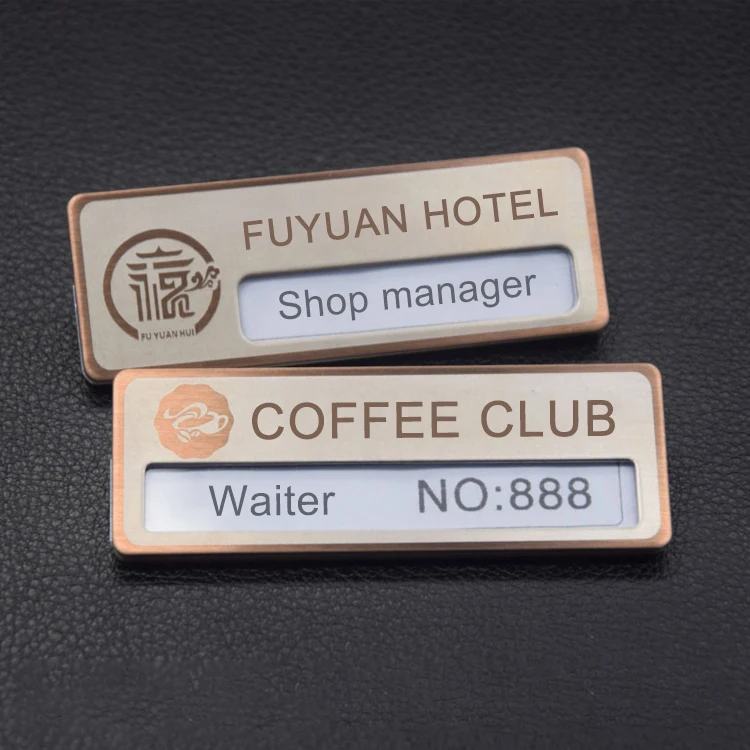 FUYUAN HOTEL
Shop manager
FU YUAN HUI
COFFEE CLUB
Waiter NO:888